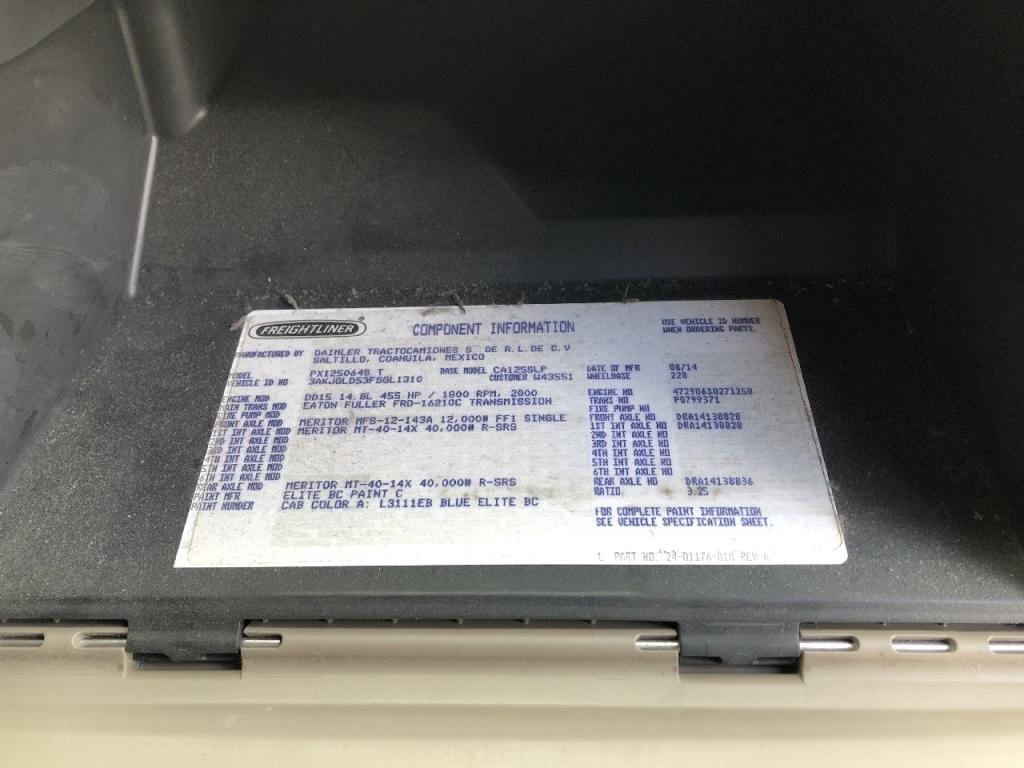 FREIGHTLINER
COMPONENT INFORMATION
USE VEHICLE ID NUMBER
WHEN ORDERING PARTS.
MANUFACTURED BY DAIMLER TRACTOCAMIONES S DE R.L.DE C.V
SALTILLO, COAHUILA, MEXICO
MODEL PX125064S T BASE MODEL CA125SLP DATE OF MFR 08/14
VEHICLE ID NO 3AKJGLD53FSGL1310 CUSTOMER W43551 WHEELBASE 228
ENGINE MOD DD15 14.8L 455 HP / 1800 RPM, 2000 ENGINE NO
MAIN TRANS MOD EATON FULLER FRO-16210C TRANSMISSION TRANS NO P0799371
FIRE PUMP MOD FIRE PUMP NO
FRONT AXLE MOD MERITOR MFS-12-143A 12,000# FF1 SINGLE FRONT AXLE NO DRA14138828
1ST INT AXLE MOD MERITOR MT-40-14X 40,000# R-SRS 1ST INT AXLE NO DRA14138828
2ND INT AXLE MOD 2ND INT AXLE NO
3RD INT AXLE MOD 3RD INT AXLE NO
4TH INT AXLE MOD 4TH INT AXLE NO
5TH INT AXLE MOD 5TH INT AXLE NO
6TH INT AXLE MOD 6TH INT AXLE NO
REAR AXLE MOD MERITOR MT-40-14X 40,000# R-SRS REAR AXLE NO DRA14138836
PAINT MFR ELITE BC PAINT C RATIO 3.25
PAINT NUMBER CAB COLOR A: L3111EB BLUE ELITE BC
FOR COMPLETE PAINT INFORMATION
SEE VEHICLE SPECIFICATION SHEET.
PART NO. 24-01176-010 REV A